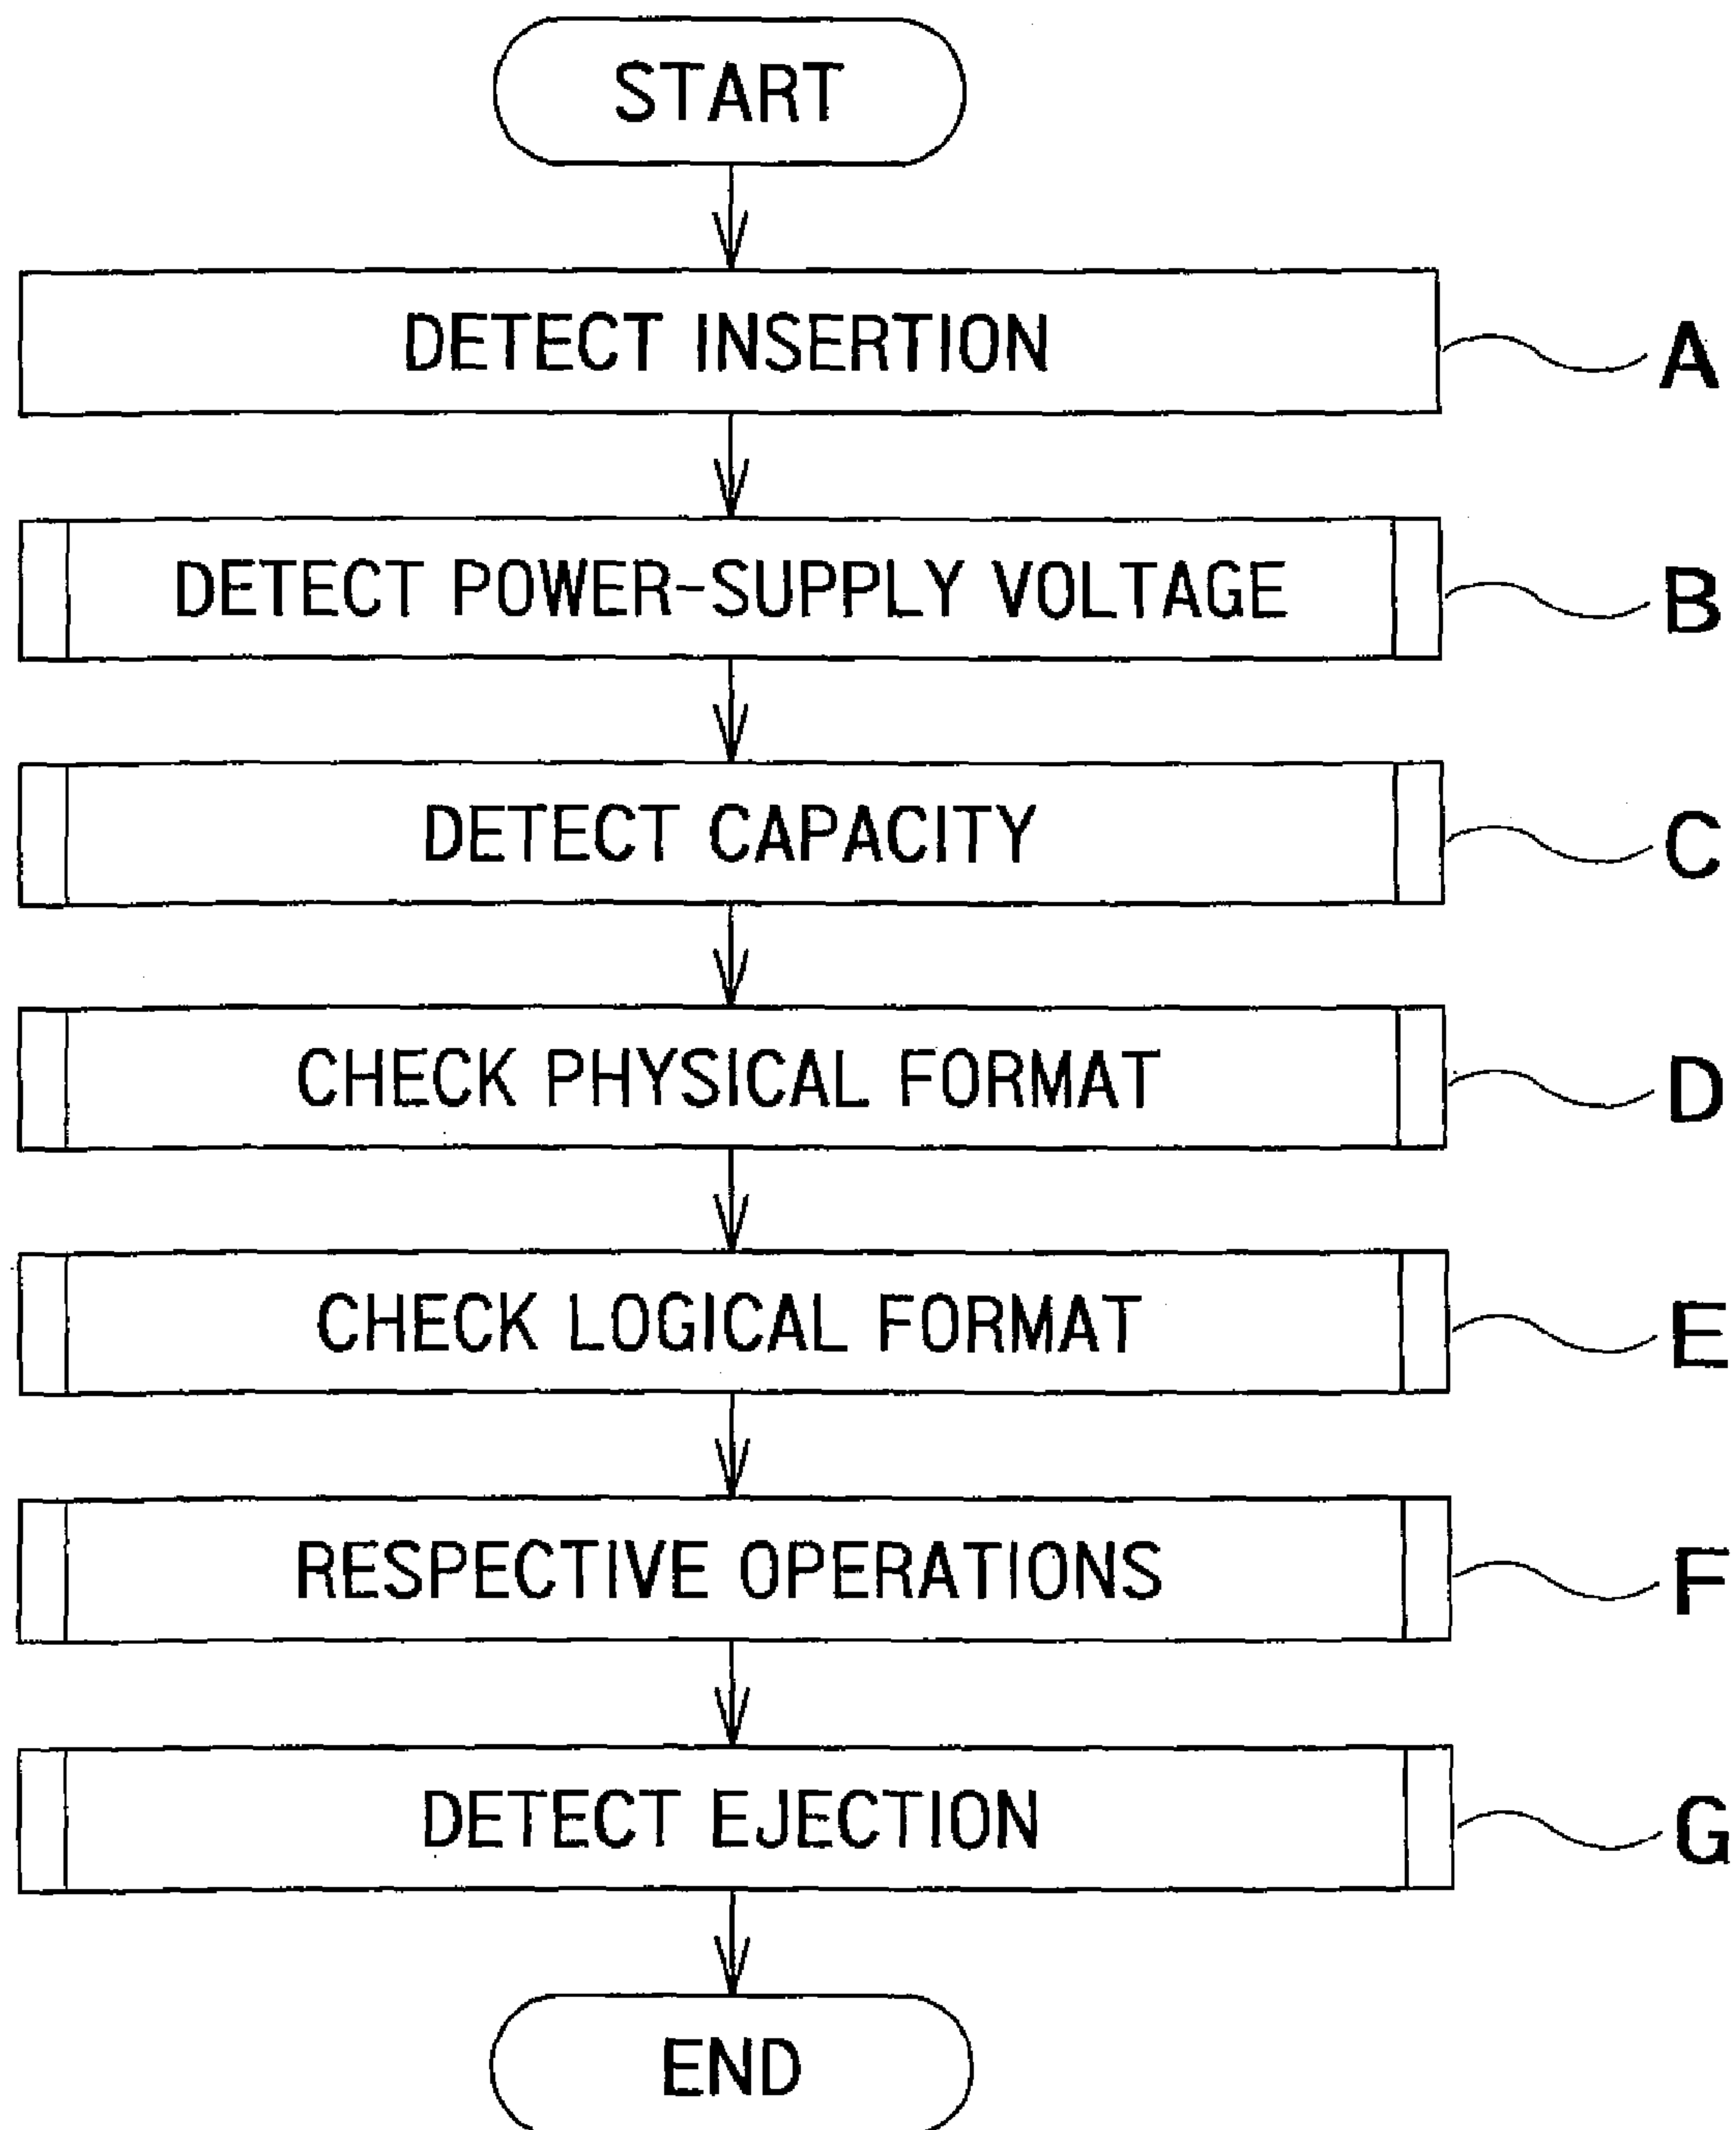 START
DETECT INSERTION
A
DETECT POWER-SUPPLY VOLTAGE
B
DETECT CAPACITY
C
CHECK PHYSICAL FORMAT
D
CHECK LOGICAL FORMAT
E
RESPECTIVE OPERATIONS
F
DETECT EJECTION
G
END